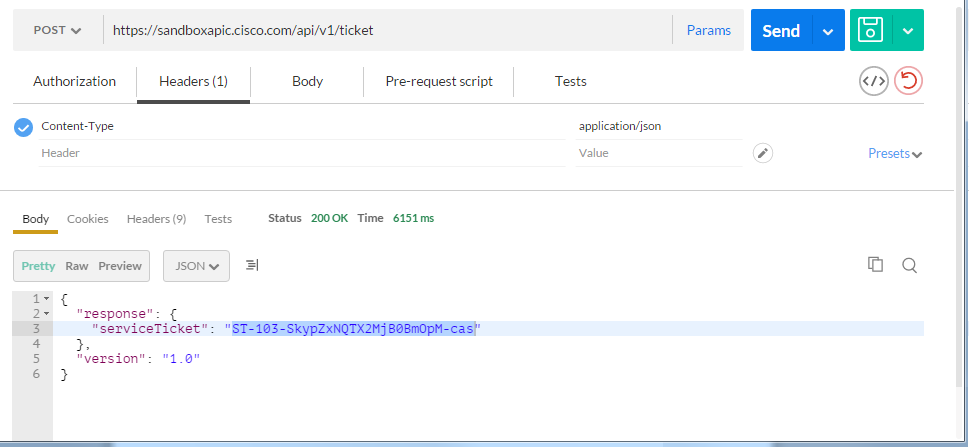 POST https://sandboxapic.cisco.com/api/v1/ticket Params Send
Authorization Headers (1) Body Pre-request script Tests
Content-Type application/json
Header Value Presets
Body Cookies Headers (9) Tests Status 200 OK Time 6151 ms
Pretty Raw Preview JSON
1 {
2 "response": {
3 "serviceTicket": "ST-103-SkypZxNQTX2MjB0BmOpM-cas"
4 },
5 "version": "1.0"
6 }